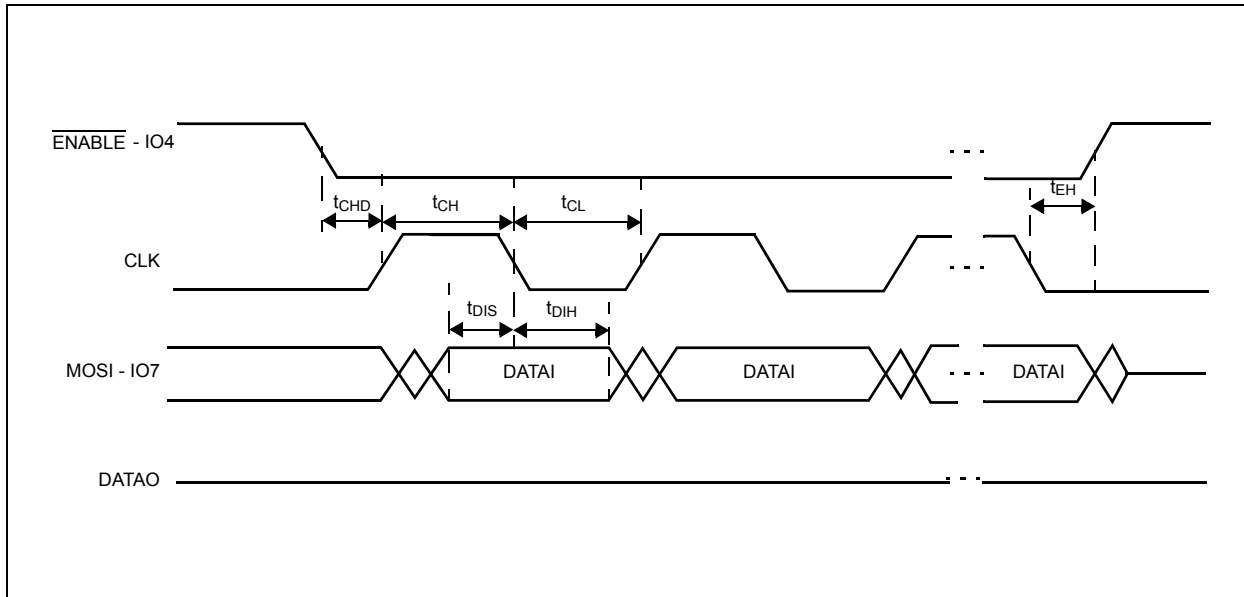 ENABLE - IO4
tEH
tCHD
tCH
tCL
CLK
tDIS
tDIH
MOSI - IO7
DATAI
DATAI
DATAI
DATAO